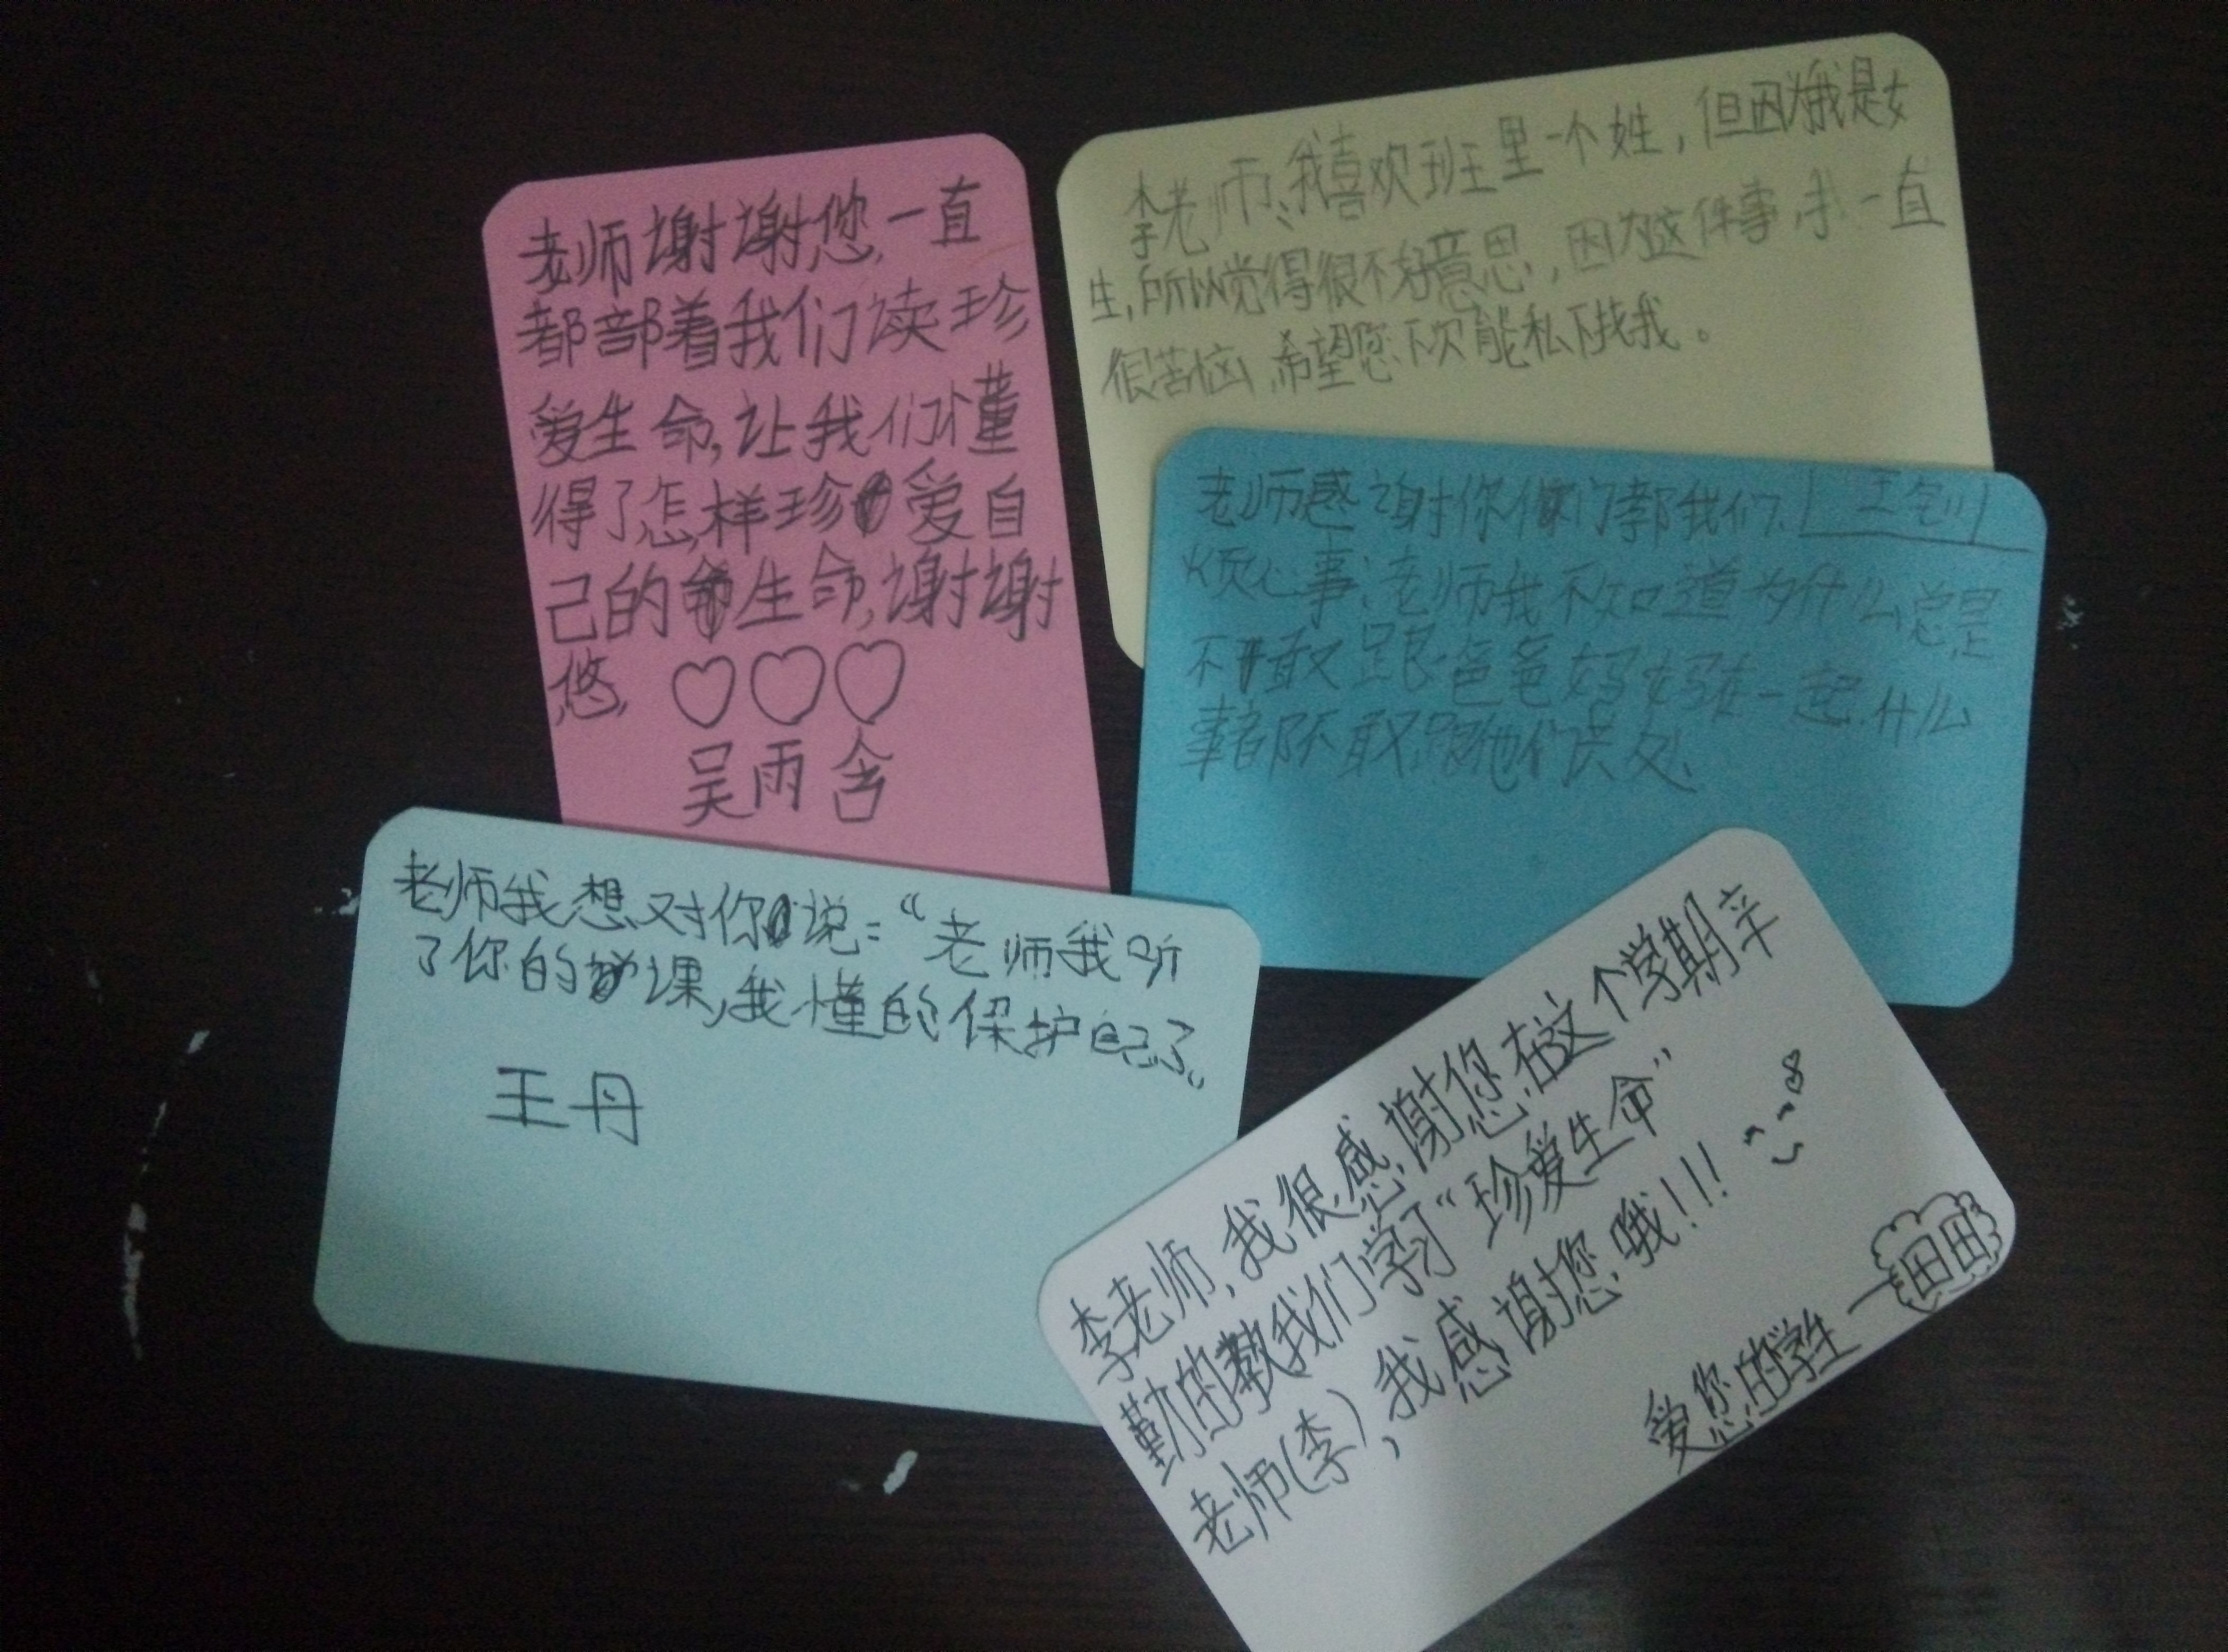 老师谢谢您,一直
都部着我们读珍
爱生命,让我们懂
得了怎样珍爱自
己的生命,谢谢
悠,
吴雨含
李老师、我喜欢班里一个姓,但因为我是女
生,所以觉得很不好意思,因为这件事,我一直
很苦恼,希望您下次能私下找我。
老师感谢你们帮我们.
烦心事:老师我不知道为什么总是
不敢跟爸爸妈妈在一起.什么
事都不敢跟他们
老师我想对你说:“老师我听
了你的课,我懂的保护自己了。
王丹
李老师,我很感谢您,在这个学期辛
勤的教我们学习“珍爱生命”
老师(李),我感谢您哦!!!
爱您的学生—田田